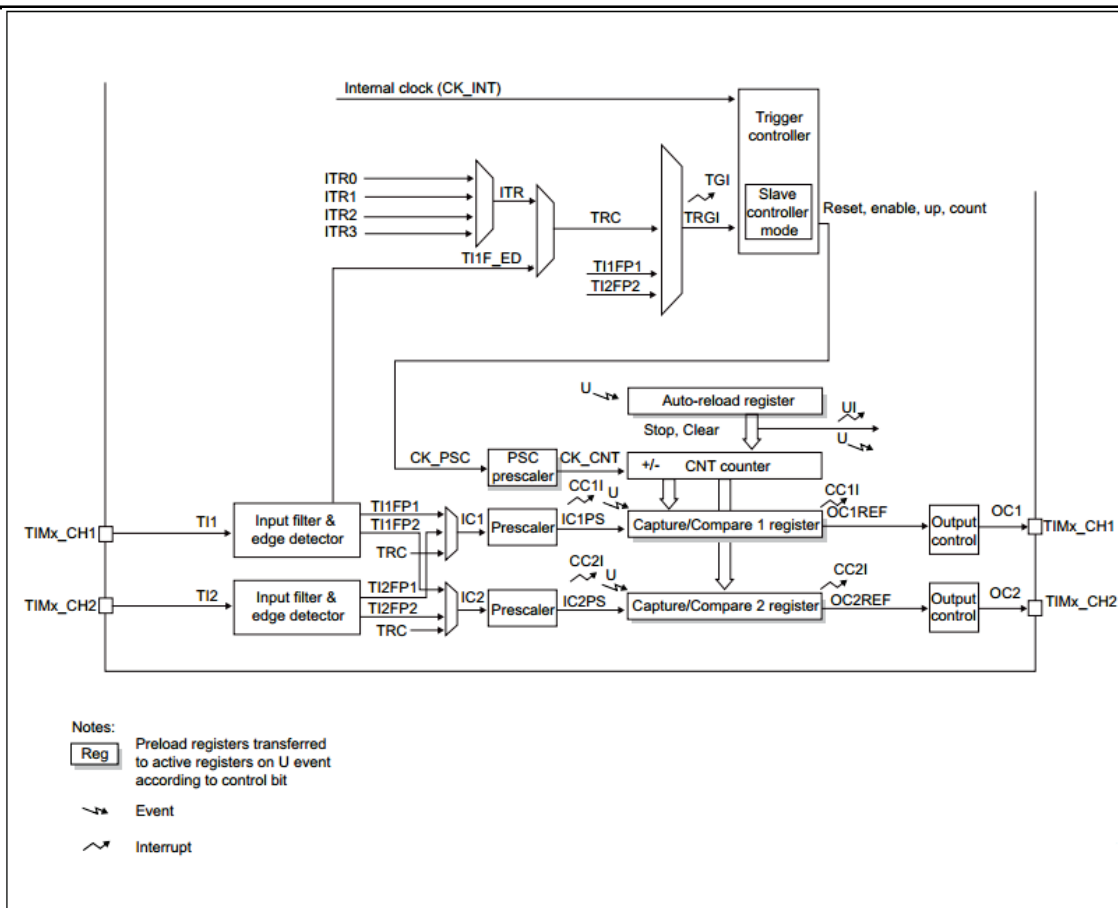 Internal clock (CK_INT)
Trigger
controller
ITR0
ITR1
ITR2
ITR3
ITR
TI1F_ED
TRC
TI1FP1
TI2FP2
TGI
TRGI
Slave
controller
mode
Reset, enable, up, count
U
Auto-reload register
Stop, Clear
UI
U
CK_PSC
PSC
prescaler
CK_CNT
+/-
CNT counter
TIMx_CH1
TI1
Input filter &
edge detector
TI1FP1
TI1FP2
TRC
IC1
Prescaler
IC1PS
CC1I
U
Capture/Compare 1 register
CC1I
OC1REF
Output
control
OC1
TIMx_CH1
TIMx_CH2
TI2
Input filter &
edge detector
TI2FP1
TI2FP2
TRC
IC2
Prescaler
IC2PS
CC2I
U
Capture/Compare 2 register
CC2I
OC2REF
Output
control
OC2
TIMx_CH2
Notes:
Reg
Preload registers transferred
to active registers on U event
according to control bit
Event
Interrupt